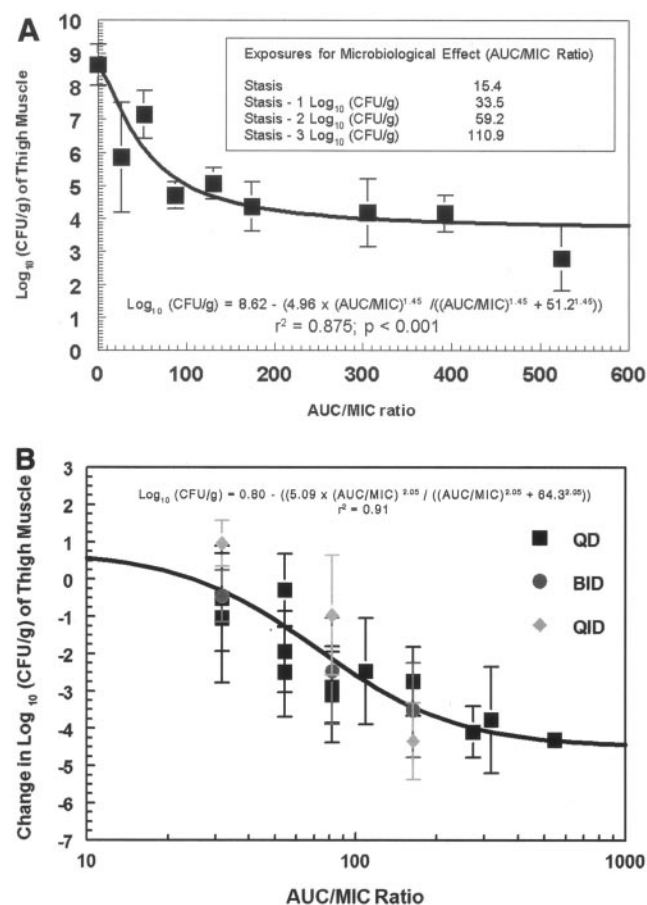 A
Exposures for Microbiological Effect (AUC/MIC Ratio)
Stasis 15.4
Stasis - 1 Log10 (CFU/g) 33.5
Stasis - 2 Log10 (CFU/g) 59.2
Stasis - 3 Log10 (CFU/g) 110.9
Log10 (CFU/g) of Thigh Muscle
10
9
8
7
6
5
4
3
2
1
0
Log10 (CFU/g) = 8.62 - (4.96 x (AUC/MIC)1.45 /((AUC/MIC)1.45 + 51.21.45))
r2 = 0.875; p < 0.001
0 100 200 300 400 500 600
AUC/MIC ratio
B
Change in Log10 (CFU/g) of Thigh Muscle
3
2
1
0
-1
-2
-3
-4
-5
-6
-7
Log10 (CFU/g) = 0.80 - ((5.09 x (AUC/MIC) 2.05 / ((AUC/MIC)2.05 + 64.32.05))
r2 = 0.91
QD
BID
QID
10 100 1000
AUC/MIC Ratio